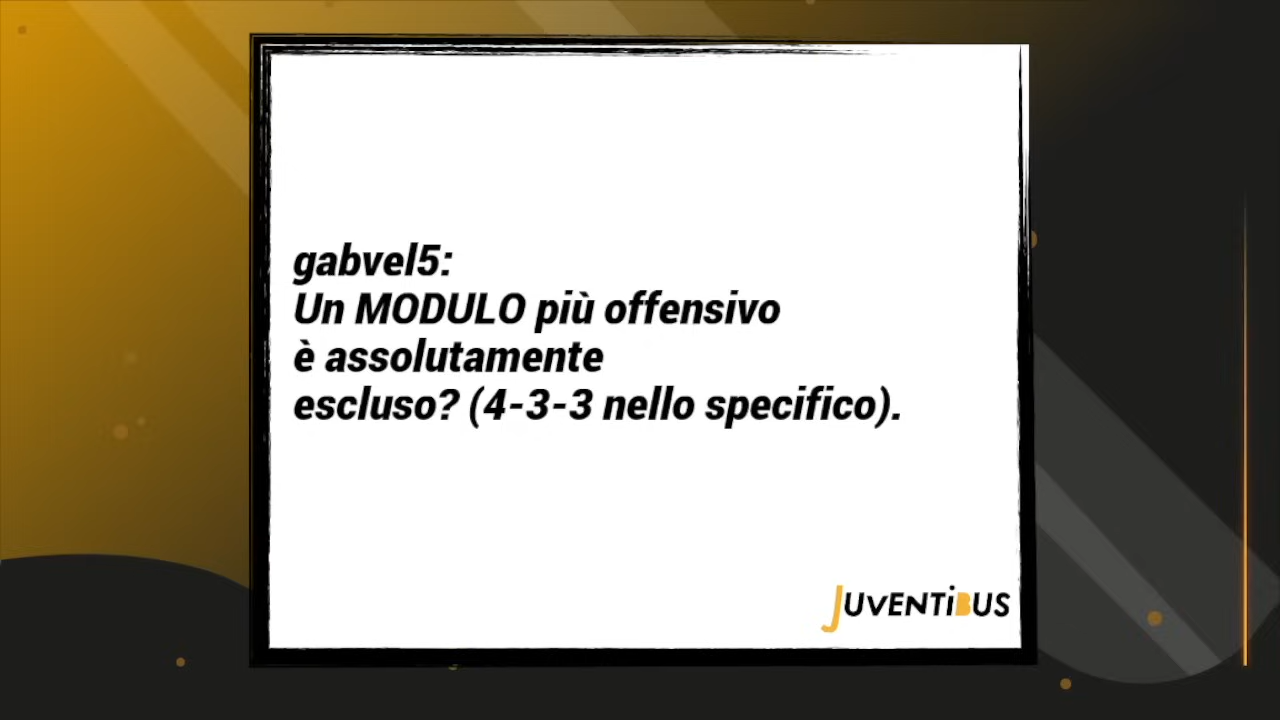 gabvel5:
Un MODULO più offensivo
è assolutamente
escluso? (4-3-3 nello specifico).
JUVENTiBUS